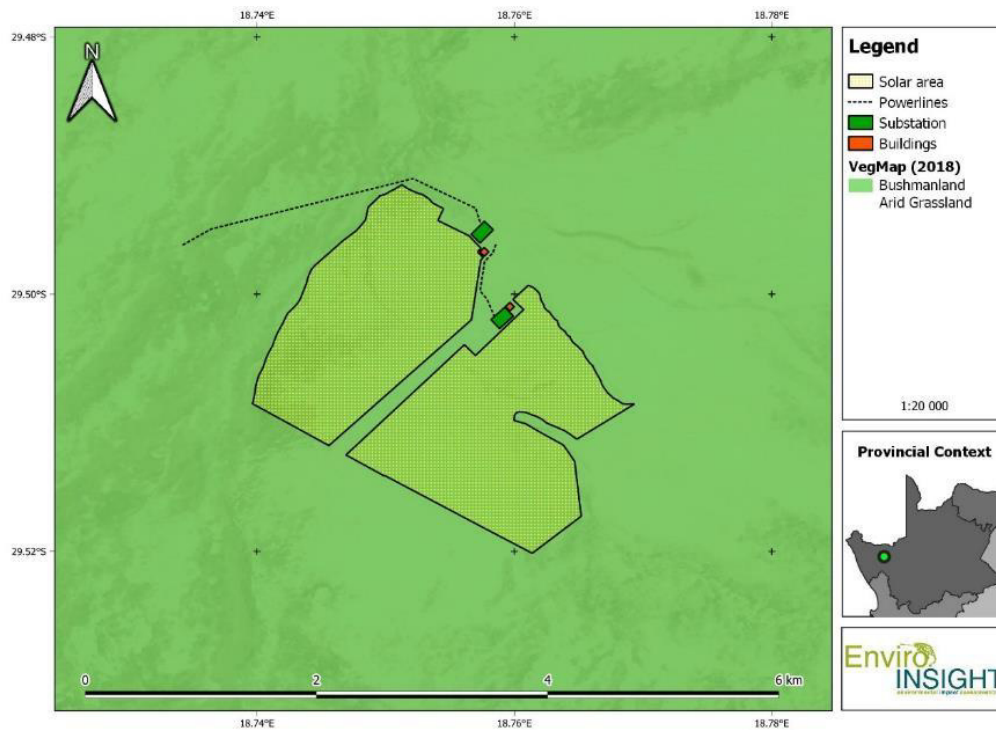 18.74°E 18.76°E 18.78°E
29.48°S
29.50°S
29.52°S
N
0 2 4 6 km
18.74°E 18.76°E 18.78°E
Legend
Solar area
Powerlines
Substation
Buildings
VegMap (2018)
Bushmanland
Arid Grassland
1:20 000
Provincial Context
Enviro
INSIGHT